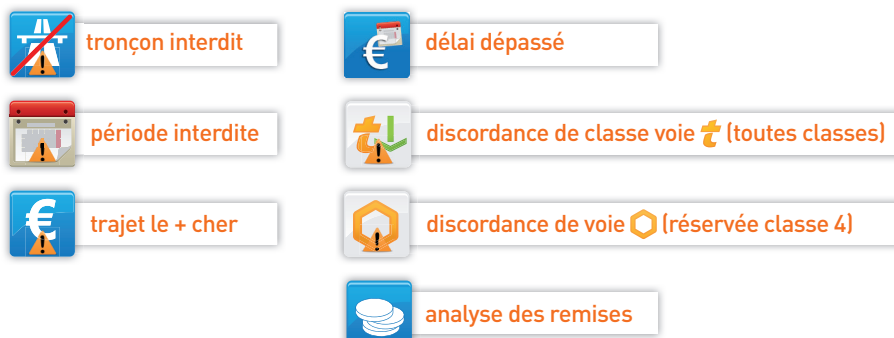 tronçon interdit
délai dépassé
période interdite
discordance de classe voie t (toutes classes)
trajet le + cher
discordance de voie (réservée classe 4)
analyse des remises